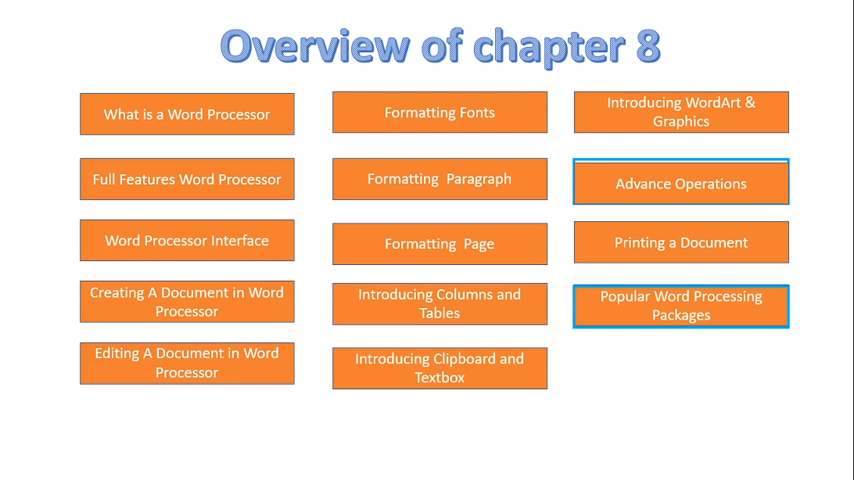 Overview of chapter 8
What is a Word Processor
Full Features Word Processor
Word Processor Interface
Creating A Document in Word
Processor
Editing A Document in Word
Processor
Formatting Fonts
Formatting Paragraph
Formatting Page
Introducing Columns and
Tables
Introducing Clipboard and
Textbox
Introducing WordArt &
Graphics
Advance Operations
Printing a Document
Popular Word Processing
Packages